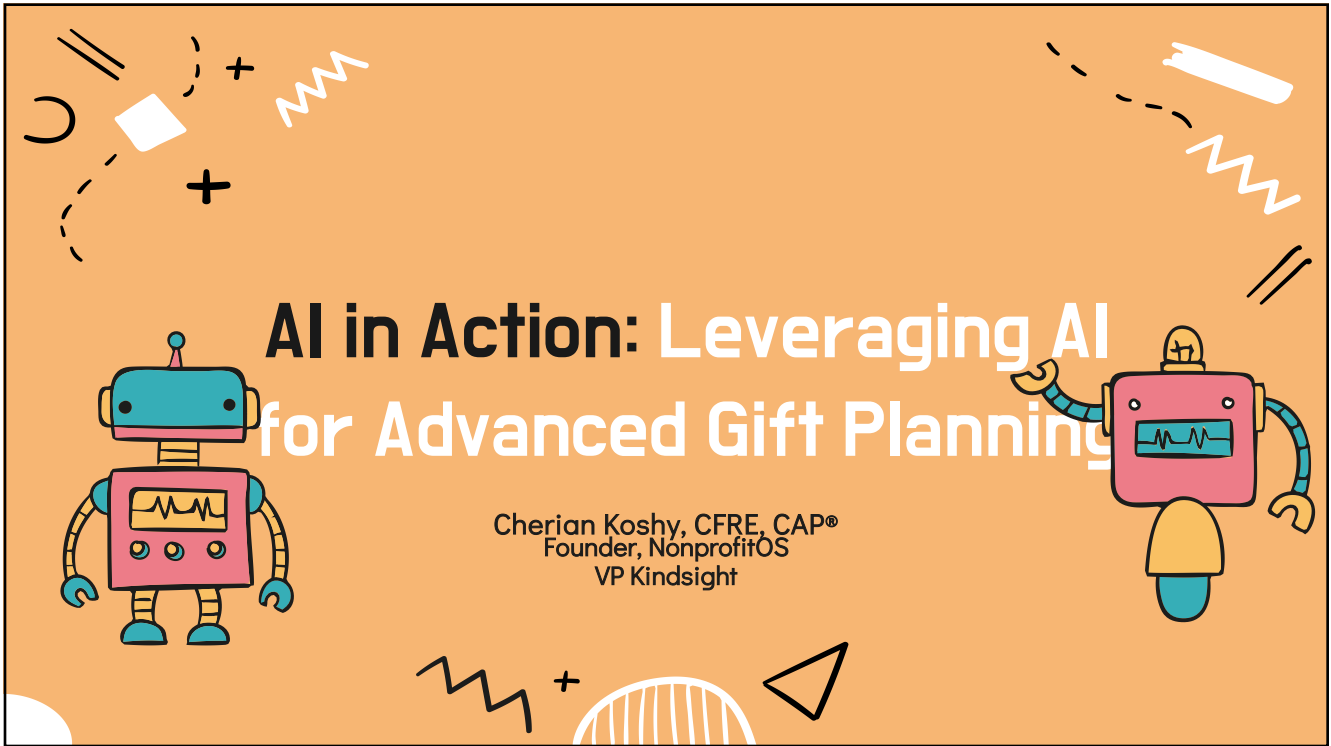 AI in Action: Leveraging AI
for Advanced Gift Planning
Cherian Koshy, CFRE, CAP®
Founder, NonprofitOS
VP Kindsight